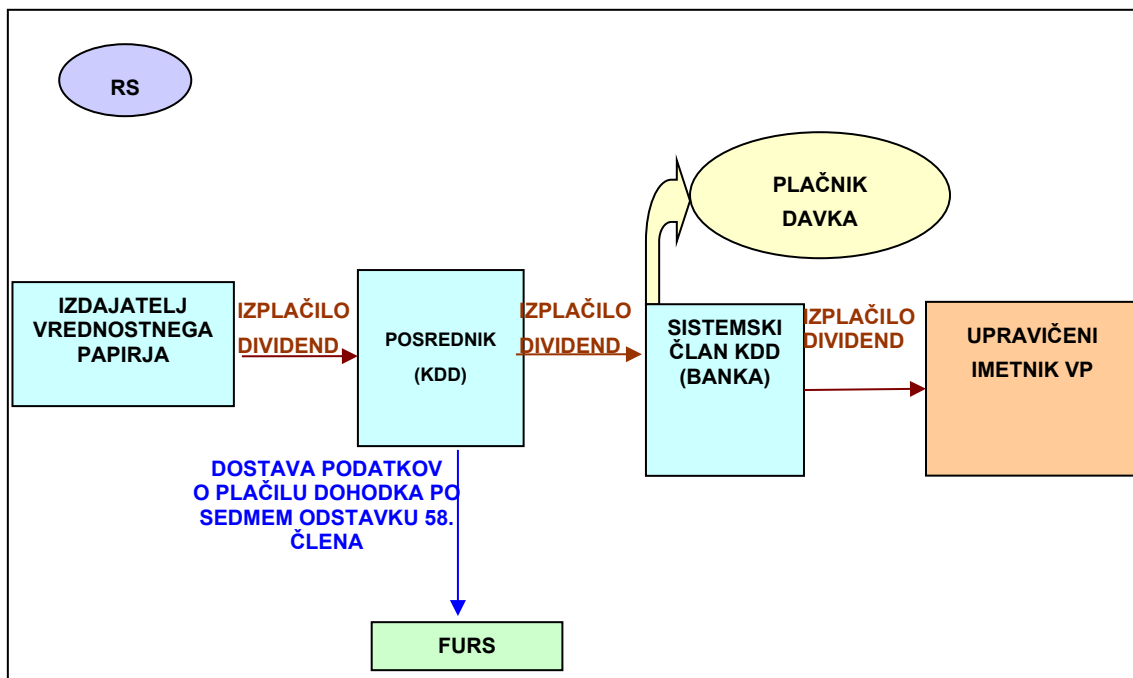 RS
PLAČNIK
DAVKA
IZDAJATELJ
VREDNOSTNEGA
PAPIRJA
IZPLAČILO
DIVIDEND
POSREDNIK
(KDD)
IZPLAČILO
DIVIDEND
SISTEMSKI
ČLAN KDD
(BANKA)
IZPLAČILO
DIVIDEND
UPRAVIČENI
IMETNIK VP
DOSTAVA PODATKOV
O PLAČILU DOHODKA PO
SEDMEM ODSTAVKU 58.
ČLENA
FURS